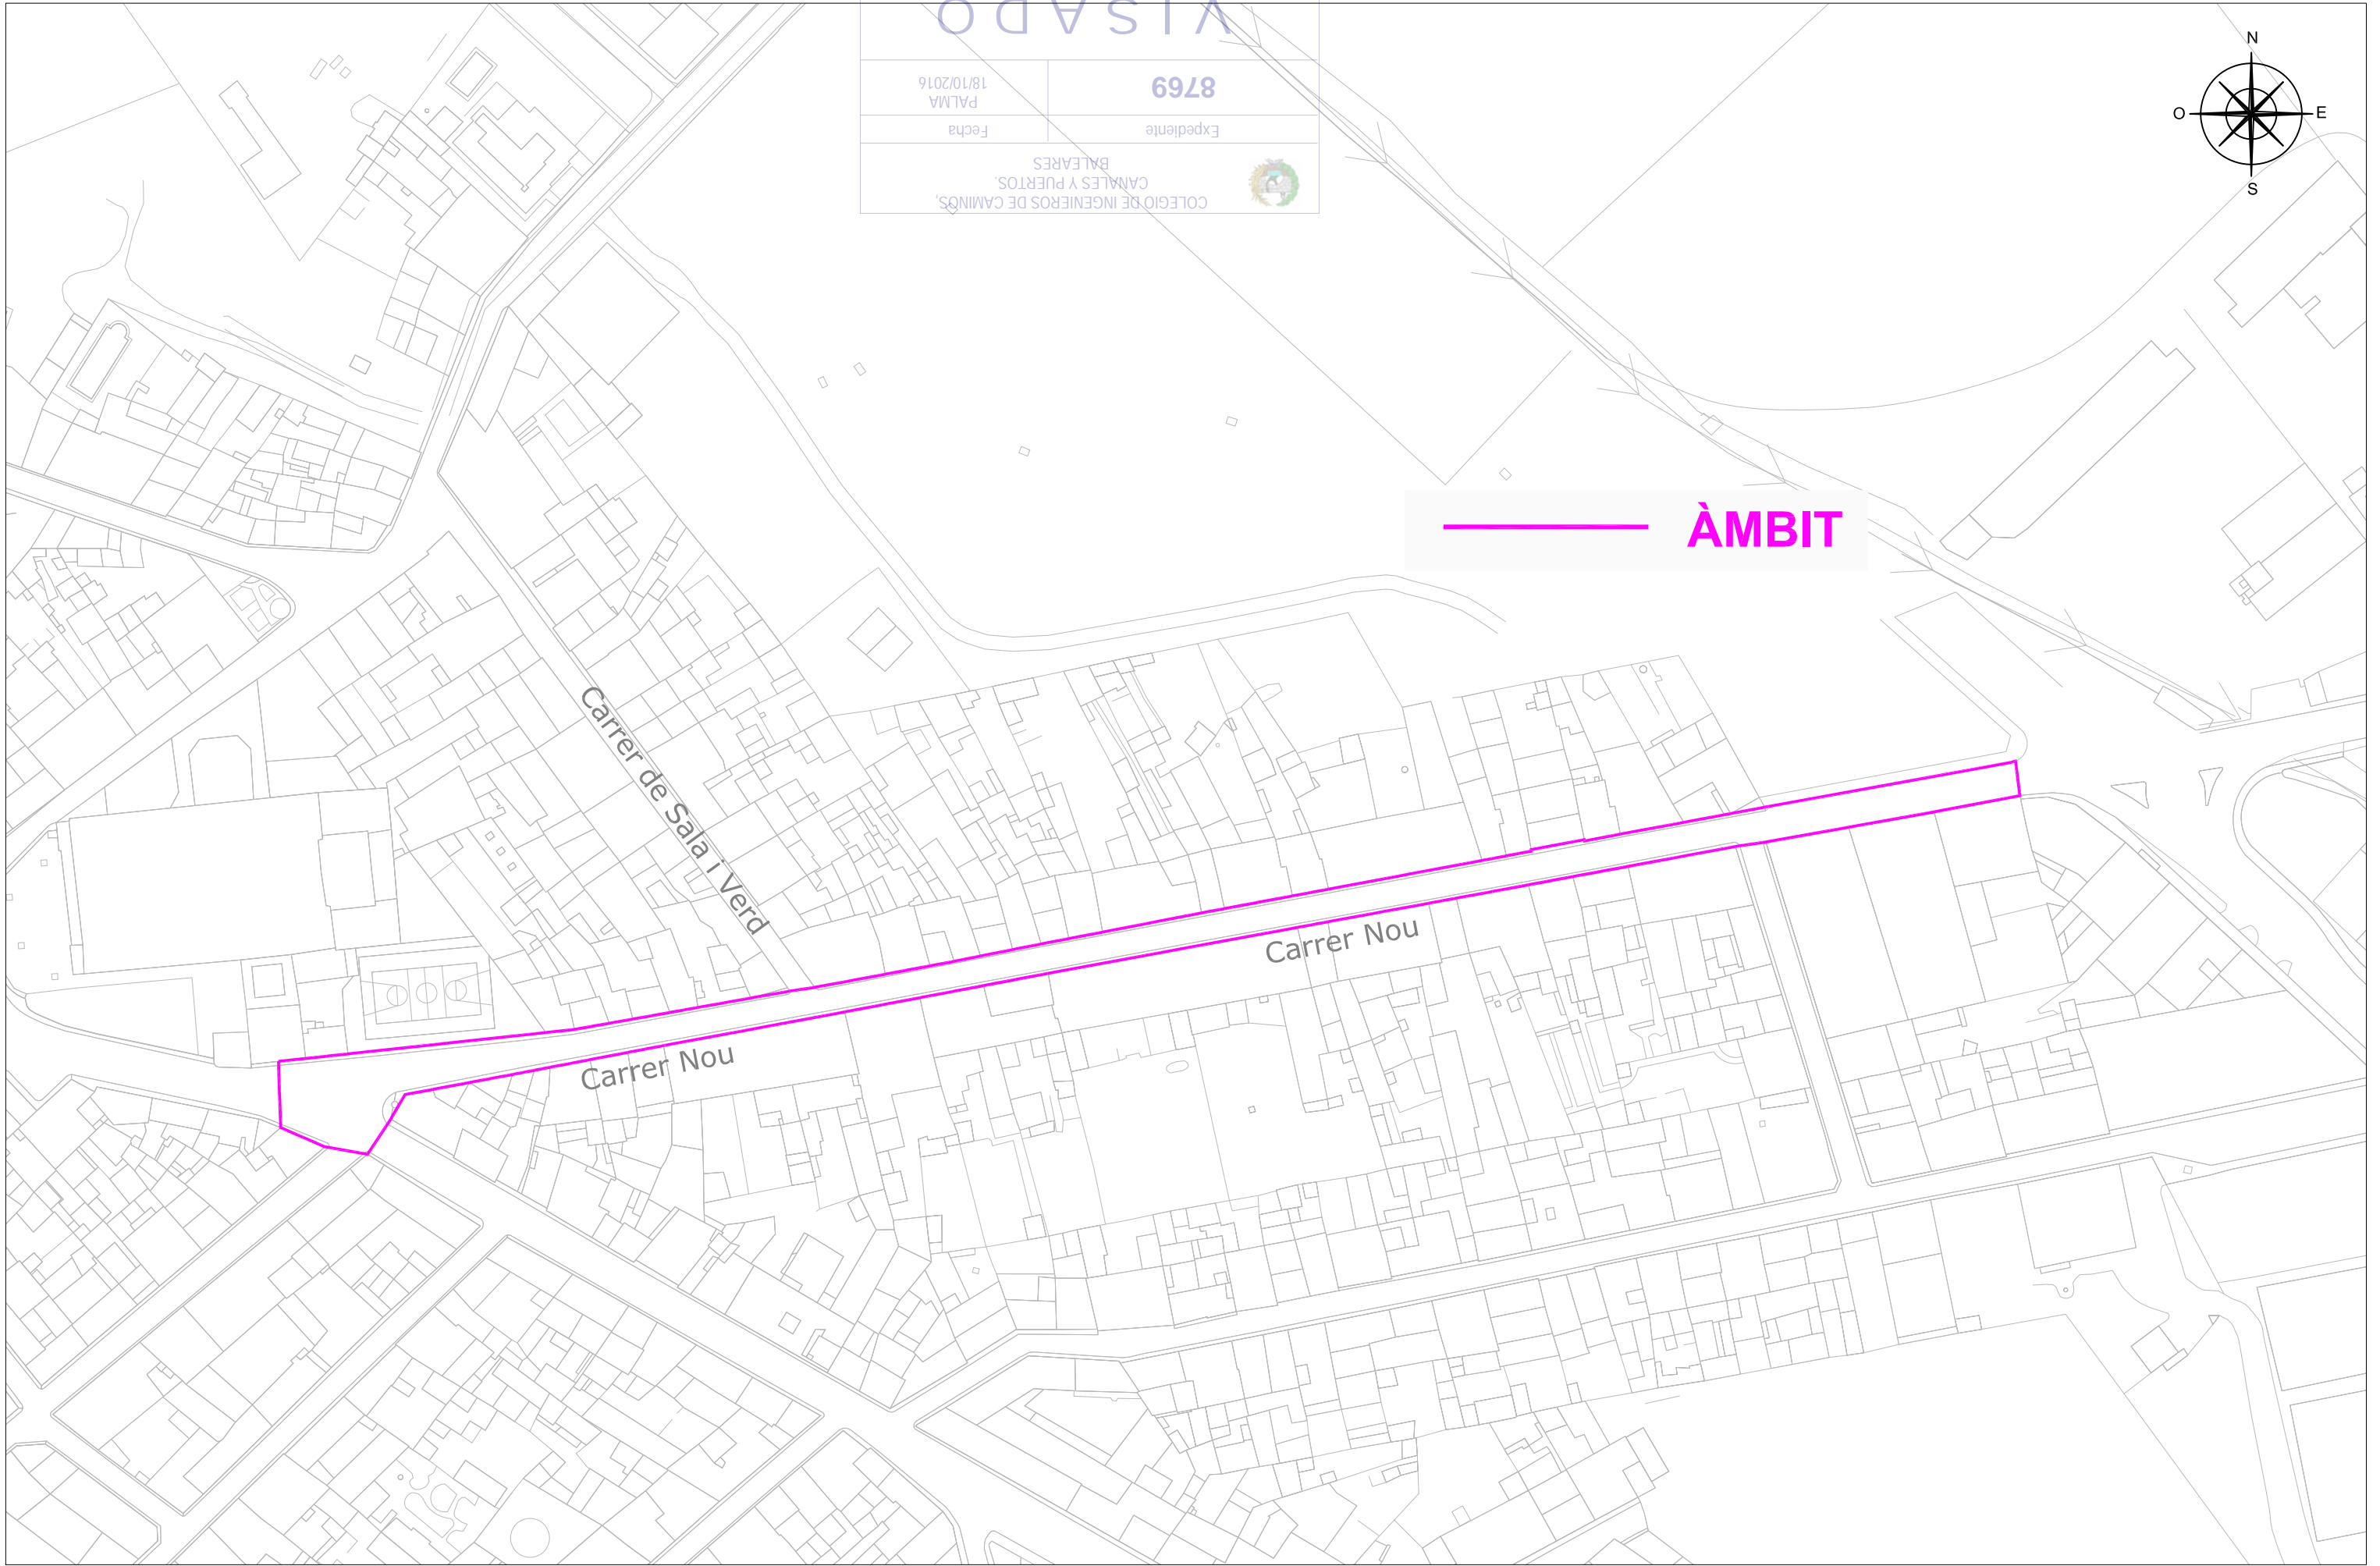 VISADO
Expediente
Fecha
8769
PALMA
18/10/2016
COLEGIO DE INGENIEROS DE CAMINOS,
CANALES Y PUERTOS.
BALEARES
N
O
E
S
ÀMBIT
Carrer de Sala i Verd
Carrer Nou
Carrer Nou